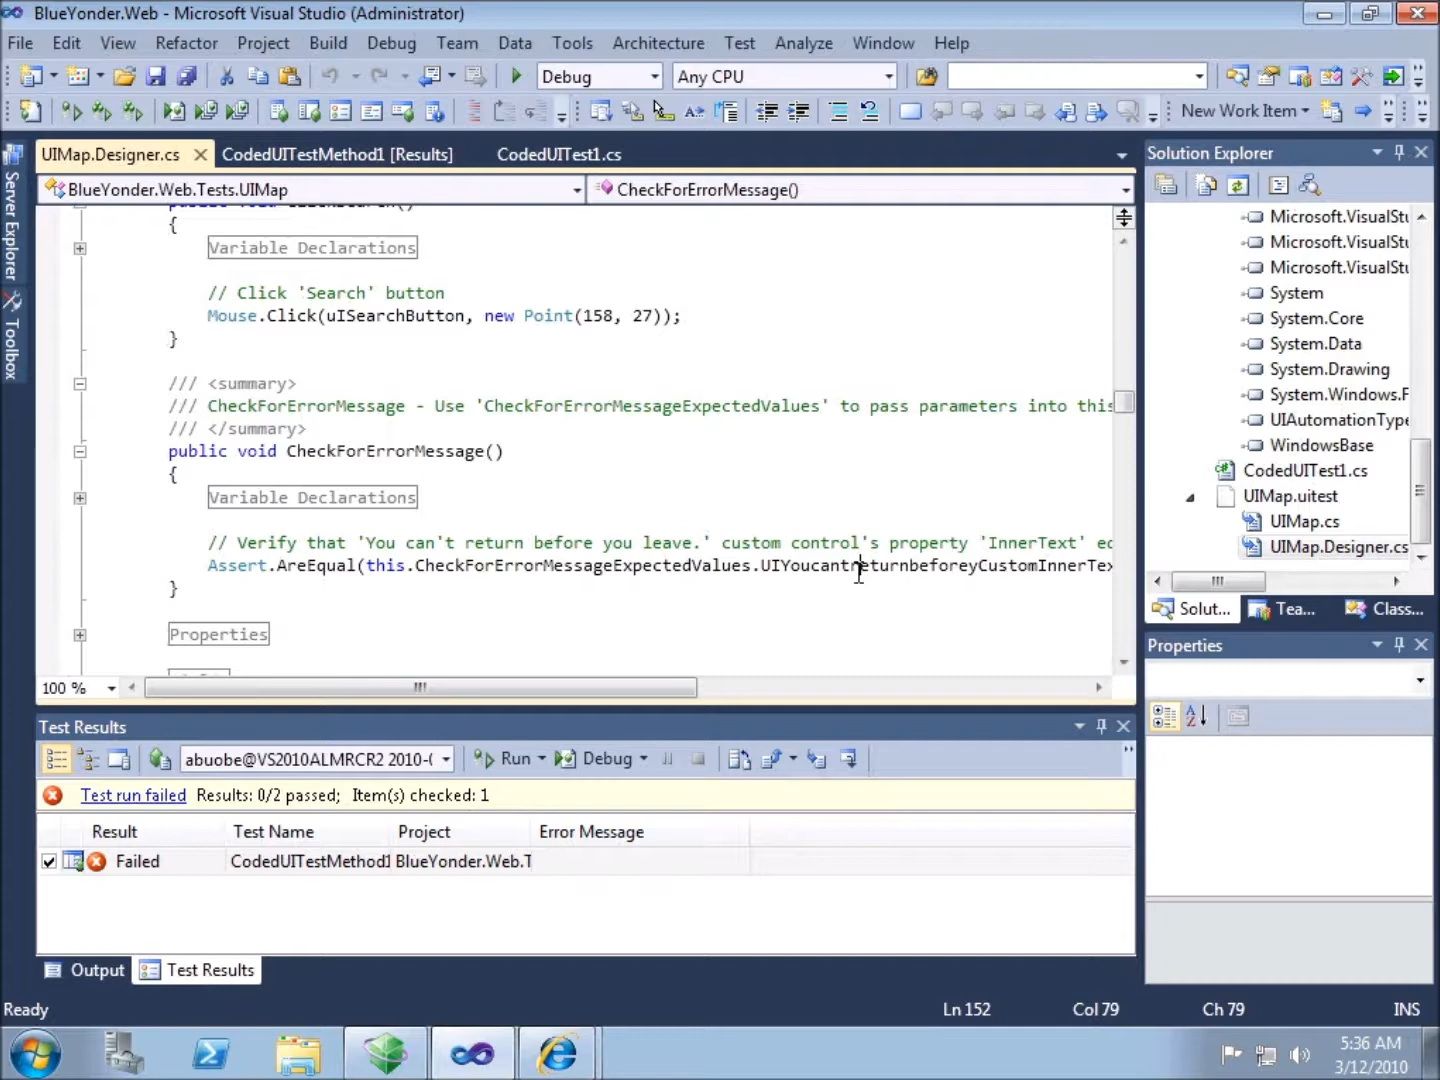 BlueYonder.Web - Microsoft Visual Studio (Administrator)
File Edit View Refactor Project Build Debug Team Data Tools Architecture Test Analyze Window Help
Debug Any CPU
New Work Item
UIMap.Designer.cs CodedUITestMethod1 [Results] CodedUITest1.cs
BlueYonder.Web.Tests.UIMap CheckForErrorMessage()
{
Variable Declarations
// Click 'Search' button
Mouse.Click(uISearchButton, new Point(158, 27));
}
/// <summary>
/// CheckForErrorMessage - Use 'CheckForErrorMessageExpectedValues' to pass parameters into this
/// </summary>
public void CheckForErrorMessage()
{
Variable Declarations
// Verify that 'You can't return before you leave.' custom control's property 'InnerText' eq
Assert.AreEqual(this.CheckForErrorMessageExpectedValues.UIYoucantreturnbeforeyCustomInnerTex
}
Properties
100 %
Server Explorer
Toolbox
Solution Explorer
Microsoft.VisualStu
Microsoft.VisualStu
Microsoft.VisualStu
System
System.Core
System.Data
System.Drawing
System.Windows.F
UIAutomationType
WindowsBase
CodedUITest1.cs
UIMap.uitest
UIMap.cs
UIMap.Designer.cs
Solut... Tea... Class...
Properties
Test Results
abuobe@VS2010ALMRCR2 2010-( Run Debug
Test run failed Results: 0/2 passed; Item(s) checked: 1
Result Test Name Project Error Message
Failed CodedUITestMethod1 BlueYonder.Web.T
Output Test Results
Ready Ln 152 Col 79 Ch 79 INS
5:36 AM
3/12/2010